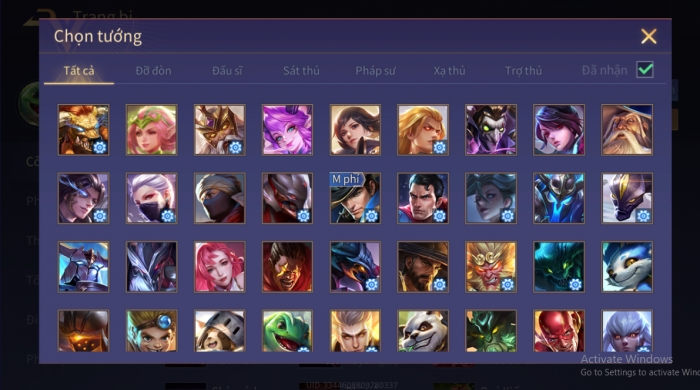 Trang bị
Chọn tướng
Tất cả
Đỡ đòn
Đấu sĩ
Sát thủ
Pháp sư
Xạ thủ
Trợ thủ
Đã nhận
M phí
Activate Windows
Go to Settings to activate Win